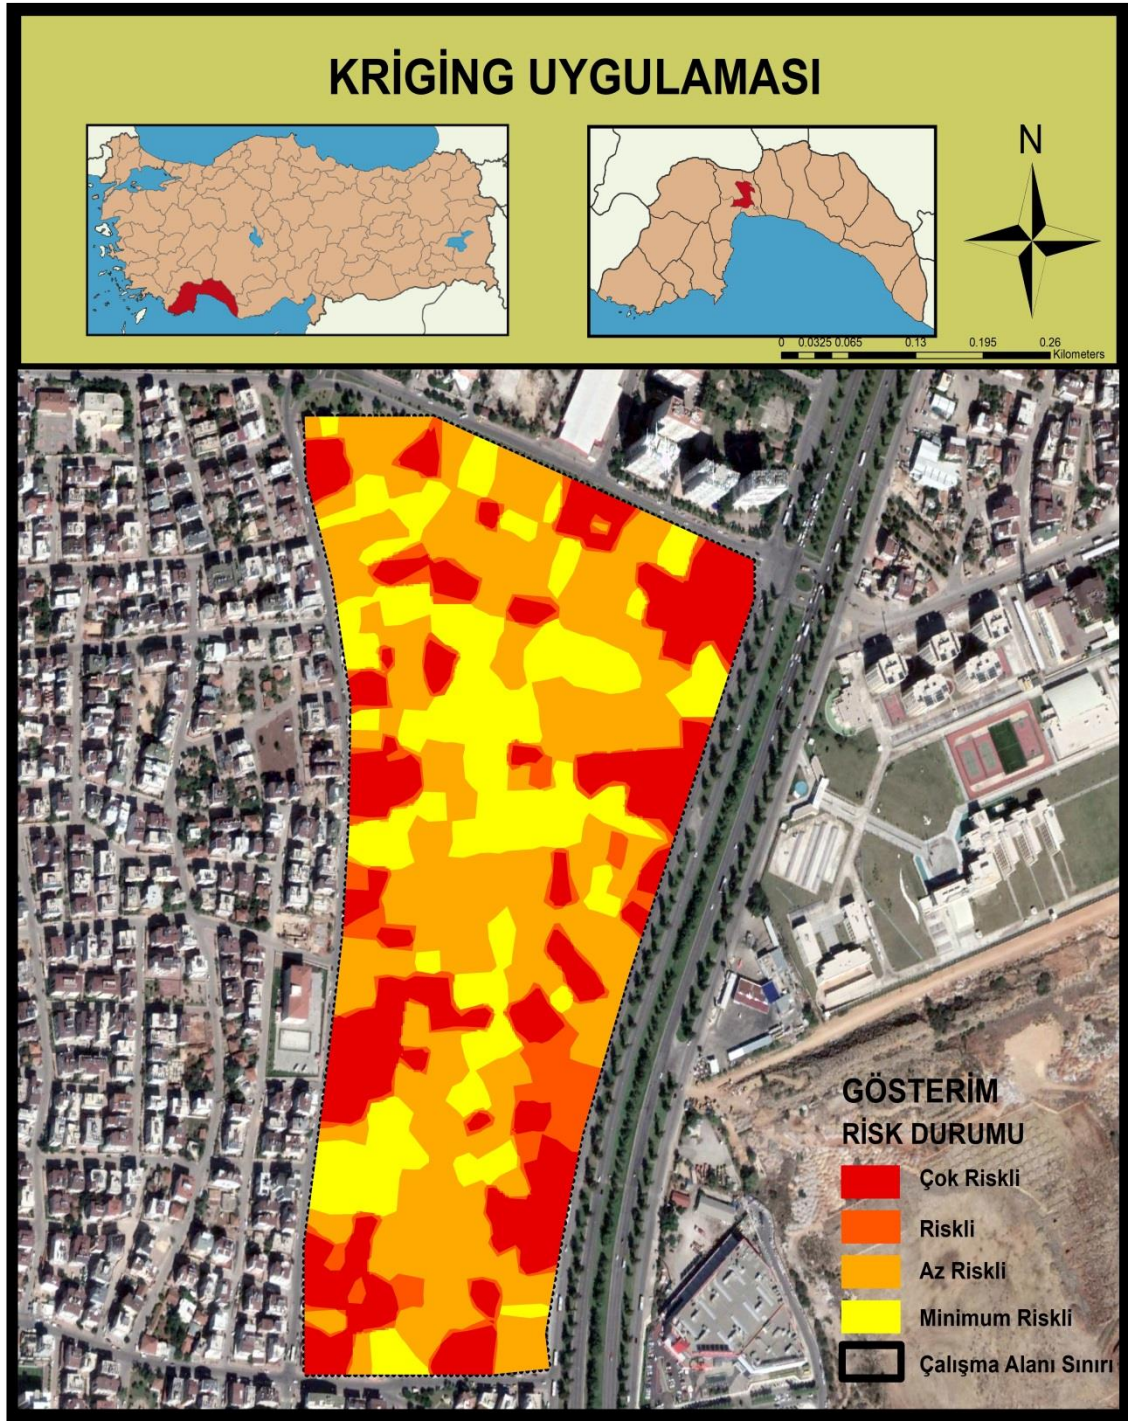 KRİGİNG UYGULAMASI
N
0 0.0325 0.065 0.13 0.195 0.26
Kilometers
GÖSTERİM
RİSK DURUMU
Çok Riskli
Riskli
Az Riskli
Minimum Riskli
Çalışma Alanı Sınırı